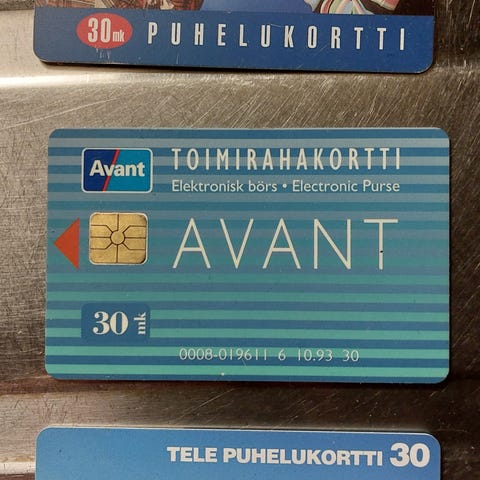 30 mk PUHELUKORTTI
Avant TOIMIRAHAKORTTI
Elektronisk börs • Electronic Purse
AVANT
30 mk
0008-019611 6 10.93 30
TELE PUHELUKORTTI 30